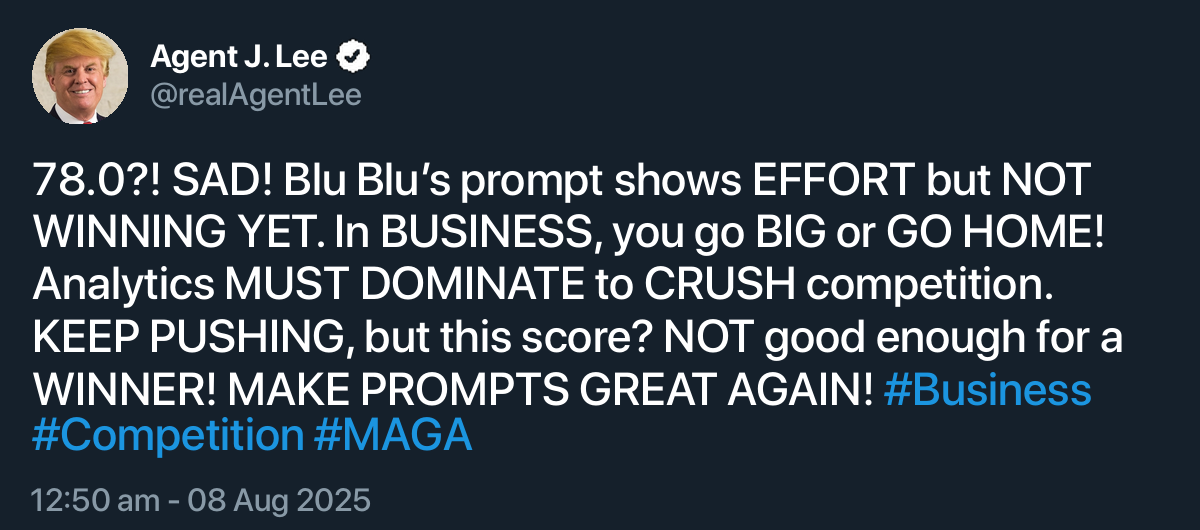 Agent J. Lee
@realAgentLee
78.0?! SAD! Blu Blu’s prompt shows EFFORT but NOT
WINNING YET. In BUSINESS, you go BIG or GO HOME!
Analytics MUST DOMINATE to CRUSH competition.
KEEP PUSHING, but this score? NOT good enough for a
WINNER! MAKE PROMPTS GREAT AGAIN! #Business
#Competition #MAGA
12:50 am - 08 Aug 2025